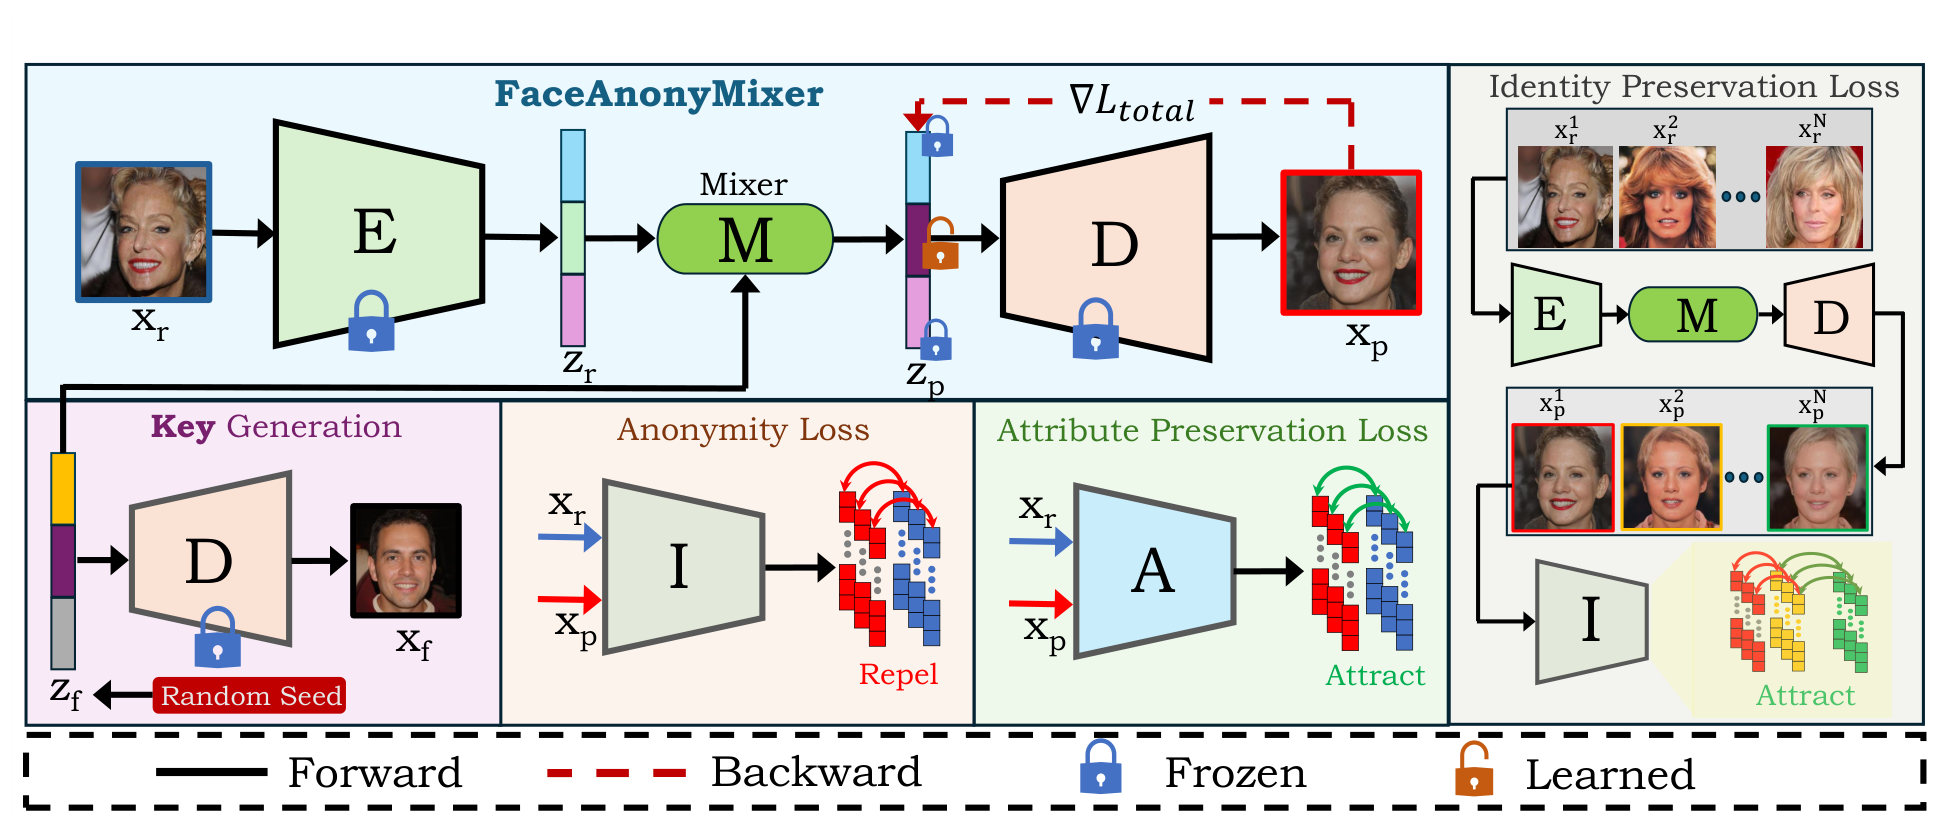 FaceAnonyMixer
∇L_total
x_r
E
z_r
Mixer
M
z_p
D
x_p
Key Generation
z_f
D
x_f
Random Seed
Anonymity Loss
x_r
x_p
I
Repel
Attribute Preservation Loss
x_r
x_p
A
Attract
Identity Preservation Loss
x_r^1 x_r^2 x_r^N
E M D
x_p^1 x_p^2 x_p^N
I
Attract
Forward Backward Frozen Learned